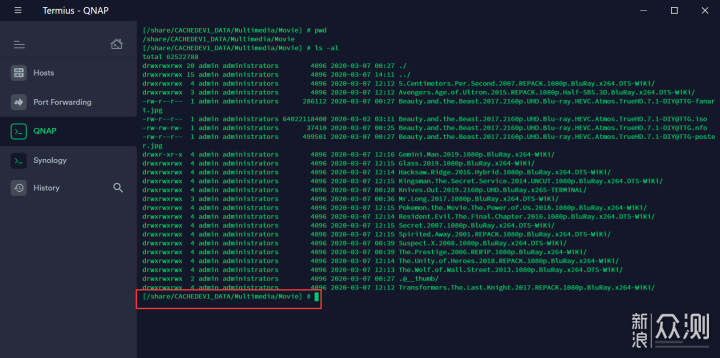 Termius - QNAP
Hosts
Port Forwarding
QNAP
Synology
History
[/share/CACHEDEV1_DATA/Multimedia/Movie] # pwd
/share/CACHEDEV1_DATA/Multimedia/Movie
[/share/CACHEDEV1_DATA/Multimedia/Movie] # ls -al
total 62522788
drwxrwxrwx 20 admin administrators 4096 2020-03-07 00:27 ./
drwxrwxrwx 15 admin administrators 4096 2020-03-07 14:11 ../
drwxrwxrwx 4 admin administrators 4096 2020-03-07 12:12 5.Centimeters.Per.Second.2007.REPACK.1080p.BluRay.x264.DTS-WiKi/
drwxrwxrwx 3 admin administrators 4096 2020-03-07 12:12 Avengers.Age.of.Ultron.2015.REPACK.1080p.Half-SBS.3D.BluRay.x264.DTS-WiKi/
-rw-r--r-- 1 admin administrators 286112 2020-03-07 00:27 Beauty.and.the.Beast.2017.2160p.UHD.Blu-ray.HEVC.Atmos.TrueHD.7.1-DIY@TTG-fanar
t.jpg
-rwxrwxrwx 1 admin administrators 64022118400 2020-03-02 03:11 Beauty.and.the.Beast.2017.2160p.UHD.Blu-ray.HEVC.Atmos.TrueHD.7.1-DIY@TTG.iso
-rw-rw-rw- 1 admin administrators 37410 2020-03-07 00:25 Beauty.and.the.Beast.2017.2160p.UHD.Blu-ray.HEVC.Atmos.TrueHD.7.1-DIY@TTG.nfo
-rw-r--r-- 1 admin administrators 499501 2020-03-07 00:27 Beauty.and.the.Beast.2017.2160p.UHD.Blu-ray.HEVC.Atmos.TrueHD.7.1-DIY@TTG-poste
r.jpg
drwxr-xr-x 4 admin administrators 4096 2020-03-07 12:16 Gemini.Man.2019.1080p.BluRay.x264.DTS-WiKi/
drwxrwxrwx 4 admin administrators 4096 2020-03-07 12:15 Glass.2019.1080p.BluRay.x264.DTS-WiKi/
drwxrwxrwx 4 admin administrators 4096 2020-03-07 12:14 Hacksaw.Ridge.2016.Hybrid.1080p.BluRay.x264.DTS-WiKi/
drwxrwxrwx 4 admin administrators 4096 2020-03-07 12:15 Kingsman.The.Secret.Service.2014.UNCUT.1080p.BluRay.x264.DTS-WiKi/
drwxrwxrwx 4 admin administrators 4096 2020-03-07 00:28 Knives.Out.2019.2160p.UHD.BluRay.x265-TERMINAL/
drwxrwxrwx 3 admin administrators 4096 2020-03-07 00:36 Mr.Long.2017.1080p.BluRay.x264.DTS-WiKi/
drwxrwxrwx 4 admin administrators 4096 2020-03-07 12:15 Pokemon.the.Movie.The.Power.of.Us.2018.1080p.BluRay.x264.DTS-WiKi/
drwxrwxrwx 4 admin administrators 4096 2020-03-07 12:14 Resident.Evil.The.Final.Chapter.2016.1080p.BluRay.x264.DTS-WiKi/
drwxrwxrwx 4 admin administrators 4096 2020-03-07 12:15 Secret.2007.1080p.BluRay.x264.DTS-WiKi/
drwxrwxrwx 4 admin administrators 4096 2020-03-07 12:15 Spirited.Away.2001.REPACK.1080p.BluRay.x264.DTS-WiKi/
drwxrwxrwx 4 admin administrators 4096 2020-03-07 00:39 Suspect.X.2008.1080p.BluRay.x264.DTS-WiKi/
drwxrwxrwx 4 admin administrators 4096 2020-03-07 00:39 The.Prestige.2006.RERiP.1080p.BluRay.x264.DTS-WiKi/
drwxrwxrwx 4 admin administrators 4096 2020-03-07 12:14 The.Unity.of.Heroes.2018.REPACK.1080p.BluRay.x264.DTS-WiKi/
drwxrwxrwx 4 admin administrators 4096 2020-03-07 12:13 The.Wolf.of.Wall.Street.2013.1080p.BluRay.x264.DTS-WiKi/
drwxrwxrwx 2 admin administrators 4096 2020-03-07 00:27 .@__thumb/
drwxrwxrwx 4 admin administrators 4096 2020-03-07 12:12 Transformers.The.Last.Knight.2017.REPACK.1080p.BluRay.x264.DTS-WiKi/
[/share/CACHEDEV1_DATA/Multimedia/Movie] #
新浪
众测